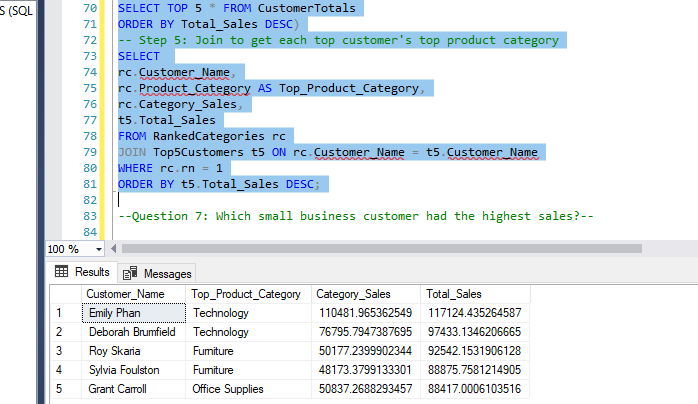 S (SQL
70 SELECT TOP 5 * FROM CustomerTotals
71 ORDER BY Total_Sales DESC)
72 -- Step 5: Join to get each top customer's top product category
73 SELECT
74 rc.Customer_Name,
75 rc.Product_Category AS Top_Product_Category,
76 rc.Category_Sales,
77 t5.Total_Sales
78 FROM RankedCategories rc
79 JOIN Top5Customers t5 ON rc.Customer_Name = t5.Customer_Name
80 WHERE rc.rn = 1
81 ORDER BY t5.Total_Sales DESC;
82
83 --Question 7: Which small business customer had the highest sales?--
84
100 %
Results Messages
Customer_Name Top_Product_Category Category_Sales Total_Sales
1 Emily Phan Technology 110481.965362549 117124.435264587
2 Deborah Brumfield Technology 76795.7947387695 97433.1346206665
3 Roy Skaria Furniture 50177.2399902344 92542.1531906128
4 Sylvia Foulston Furniture 48173.3799133301 88875.7581214905
5 Grant Carroll Office Supplies 50837.2688293457 88417.0006103516